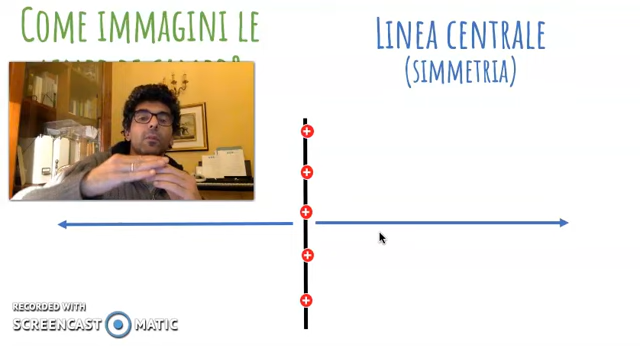 Come immagini le
Linea centrale
(simmetria)
RECORDED WITH
SCREENCAST MATIC